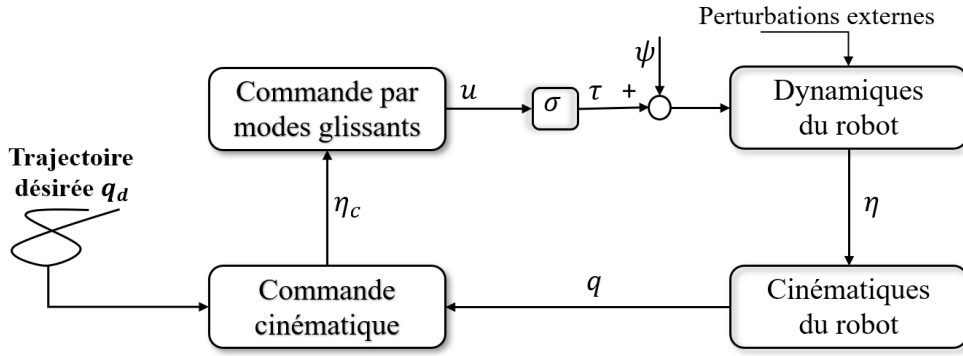 Perturbations externes
Commande par
modes glissants
u
σ
τ
+
ψ
Dynamiques
du robot
Trajectoire
désirée q_d
η_c
η
Commande
cinématique
q
Cinématiques
du robot